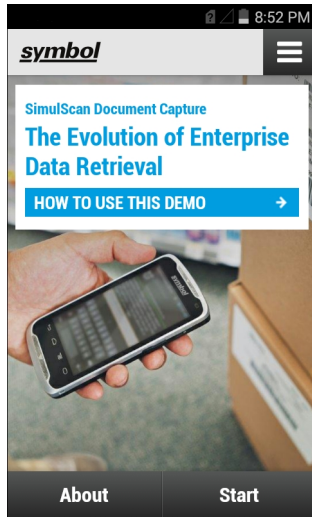 8:52 PM
symbol
SimulScan Document Capture
The Evolution of Enterprise
Data Retrieval
HOW TO USE THIS DEMO
symbol
symbol
About
Start